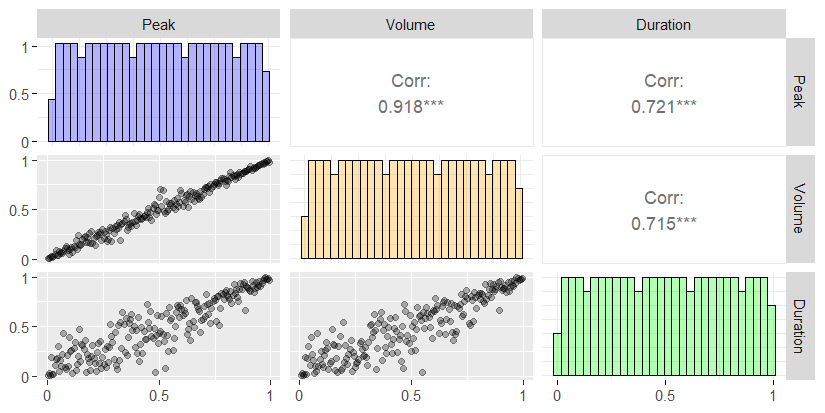 Peak Volume Duration
1
0.5
0
Corr:
0.918***
Corr:
0.721***
Peak
1
0.5
0
Corr:
0.715***
Volume
1
0.5
0
Duration
0 0.5 1 0 0.5 1 0 0.5 1